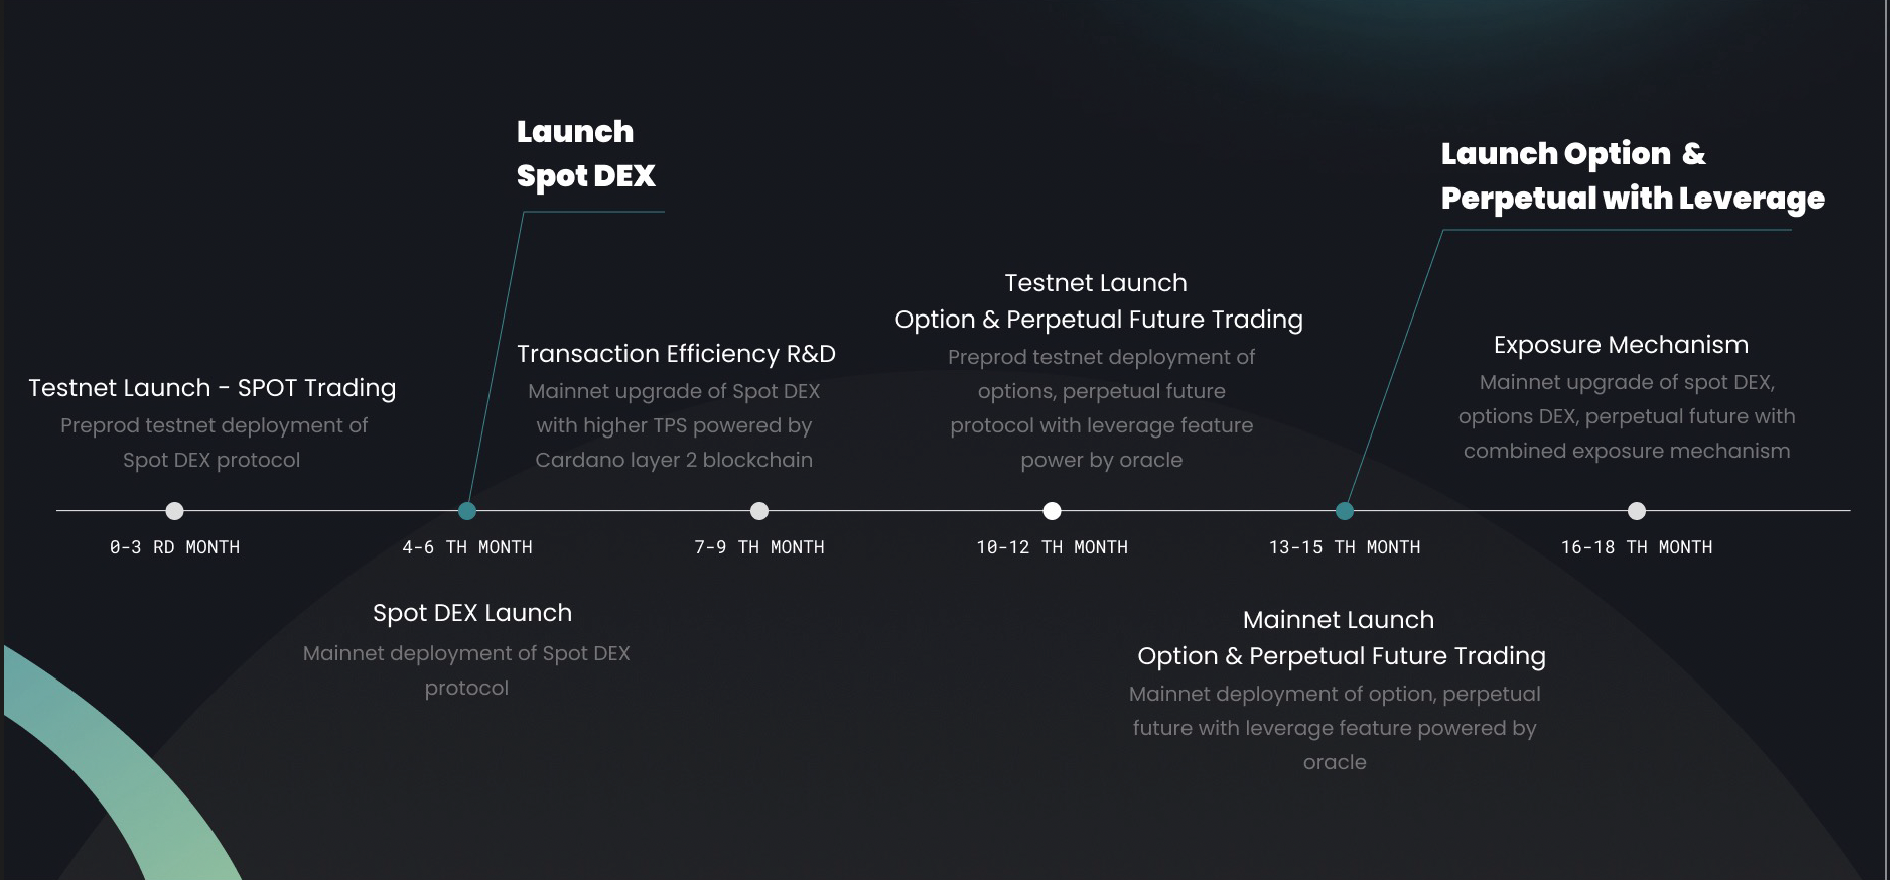 Launch
Spot DEX
Launch Option &
Perpetual with Leverage
Testnet Launch - SPOT Trading
Preprod testnet deployment of
Spot DEX protocol
Transaction Efficiency R&D
Mainnet upgrade of Spot DEX
with higher TPS powered by
Cardano layer 2 blockchain
Testnet Launch
Option & Perpetual Future Trading
Preprod testnet deployment of
options, perpetual future
protocol with leverage feature
power by oracle
Exposure Mechanism
Mainnet upgrade of spot DEX,
options DEX, perpetual future with
combined exposure mechanism
0-3 RD MONTH
4-6 TH MONTH
7-9 TH MONTH
10-12 TH MONTH
13-15 TH MONTH
16-18 TH MONTH
Spot DEX Launch
Mainnet deployment of Spot DEX
protocol
Mainnet Launch
Option & Perpetual Future Trading
Mainnet deployment of option, perpetual
future with leverage feature powered by
oracle